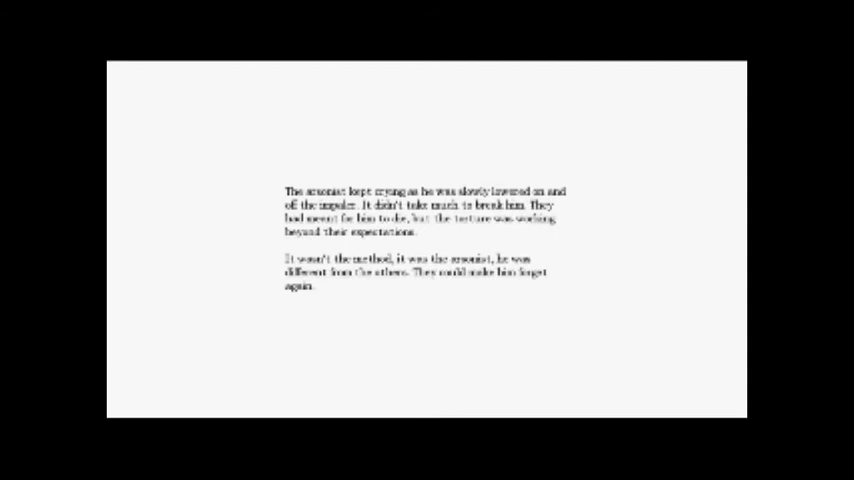 The arsonist kept crying as he was slowly lowered on and
off the impaler. It didn't take much to break him. They
had meant for him to die, but the torture was working
beyond their expectations.
It wasn't the method, it was the arsonist, he was
different from the others. They could make him forget
again.